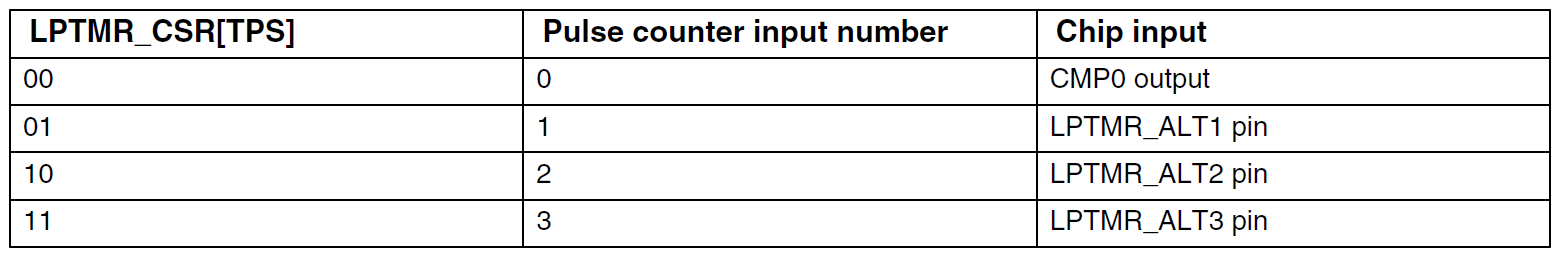 LPTMR_CSR[TPS] Pulse counter input number Chip input
00 0 CMP0 output
01 1 LPTMR_ALT1 pin
10 2 LPTMR_ALT2 pin
11 3 LPTMR_ALT3 pin